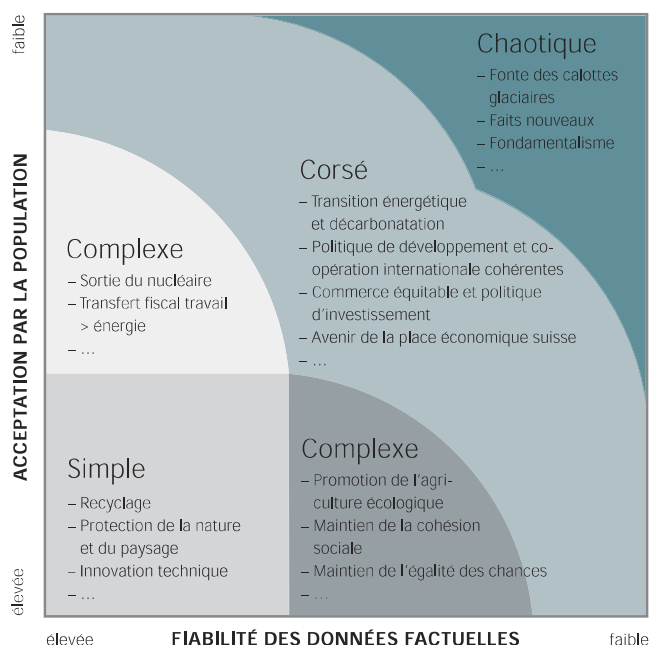 faible
ACCEPTATION PAR LA POPULATION
élevée
Chaotique
– Fonte des calottes
glaciaires
– Faits nouveaux
– Fondamentalisme
– ...
Corsé
– Transition énergétique
et décarbonatation
– Politique de développement et co-
opération internationale cohérentes
– Commerce équitable et politique
d'investissement
– Avenir de la place économique suisse
– ...
Complexe
– Sortie du nucléaire
– Transfert fiscal travail
> énergie
– ...
Simple
– Recyclage
– Protection de la nature
et du paysage
– Innovation technique
– ...
Complexe
– Promotion de l'agri-
culture écologique
– Maintien de la cohésion
sociale
– Maintien de l'égalité des chances
– ...
élevée
FIABILITÉ DES DONNÉES FACTUELLES
faible